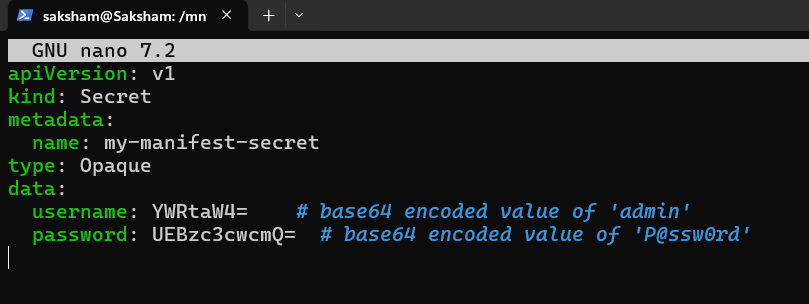 saksham@Saksham: /mn
GNU nano 7.2
apiVersion: v1
kind: Secret
metadata:
  name: my-manifest-secret
type: Opaque
data:
  username: YWRtaW4=    # base64 encoded value of 'admin'
  password: UEBzc3cwcmQ=  # base64 encoded value of 'P@ssw0rd'